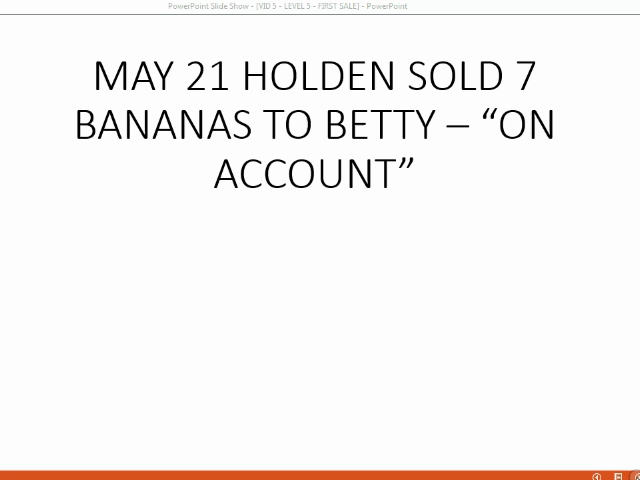 PowerPoint Slide Show - [VID 5 - LEVEL 5 - FIRST SALE] - PowerPoint
MAY 21 HOLDEN SOLD 7
BANANAS TO BETTY – “ON
ACCOUNT”